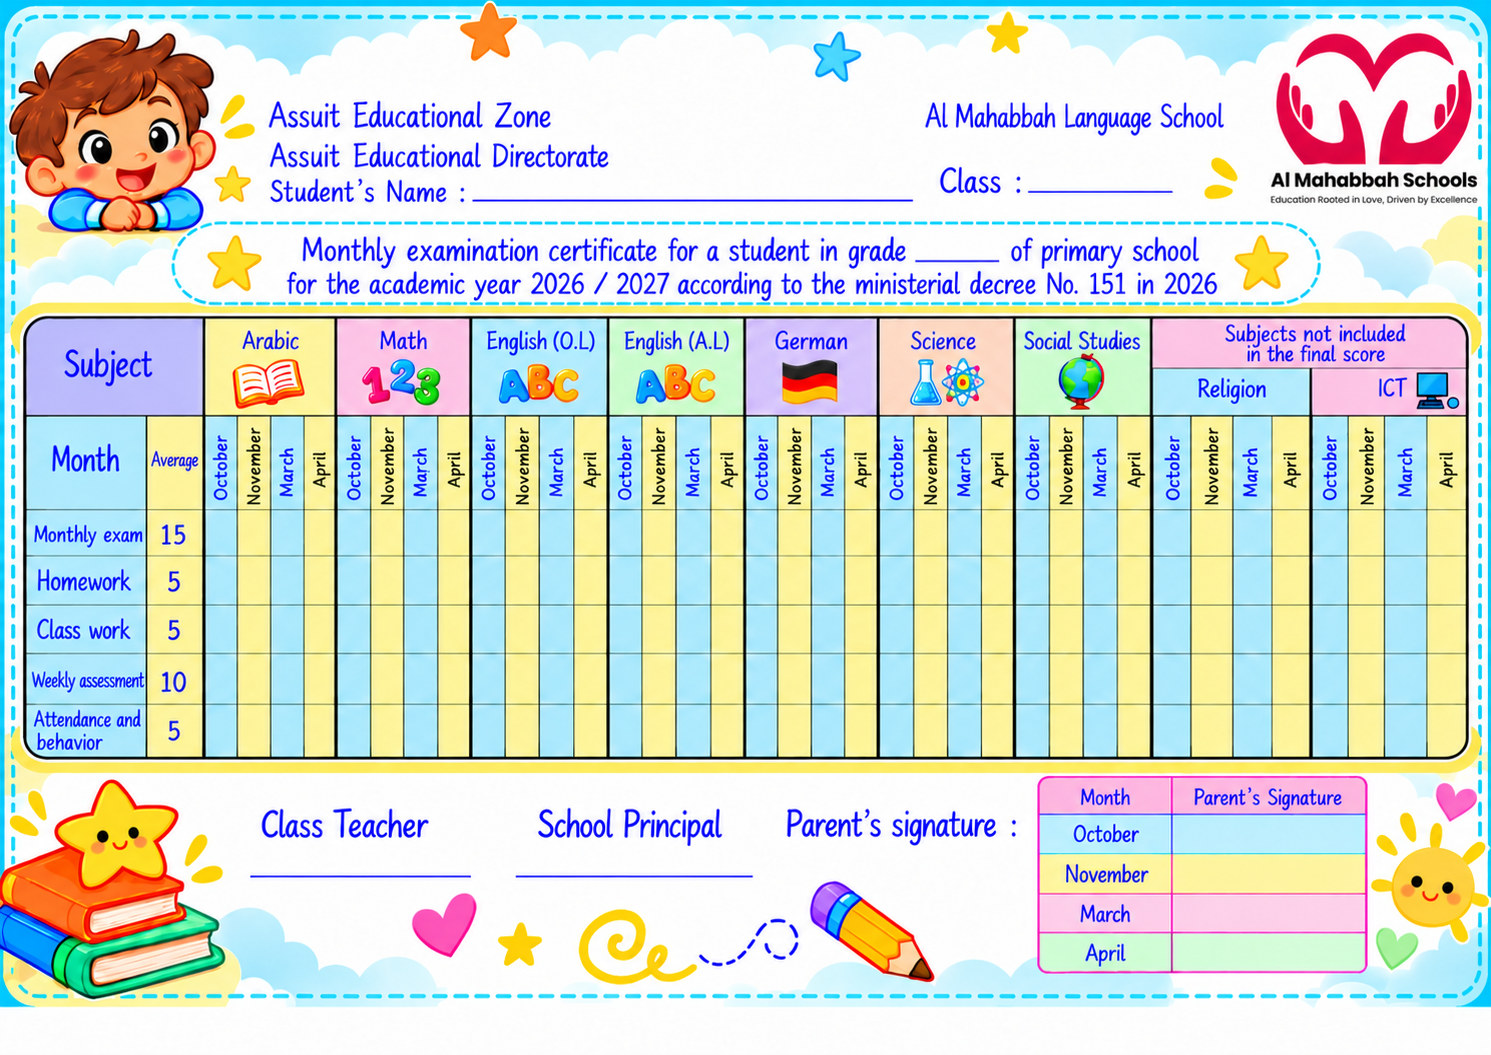 Assuit Educational Zone
Al Mahabbah Language School
Assuit Educational Directorate
Student's Name :
Class :
Al Mahabbah Schools
Education Rooted in Love, Driven by Excellence
Monthly examination certificate for a student in grade ______ of primary school
for the academic year 2026 / 2027 according to the ministerial decree No. 151 in 2026
Subject
Arabic
Math
123
English (O.L)
ABC
English (A.L)
ABC
German
Science
Social Studies
Subjects not included
in the final score
Religion
ICT
Month
Average
October November March April
October November March April
October November March April
October November March April
October November March April
October November March April
October November March April
October November March April
October November March April
Monthly exam 15
Homework 5
Class work 5
Weekly assessment 10
Attendance and
behavior
5
Class Teacher
School Principal
Parent's signature :
Month Parent's Signature
October
November
March
April